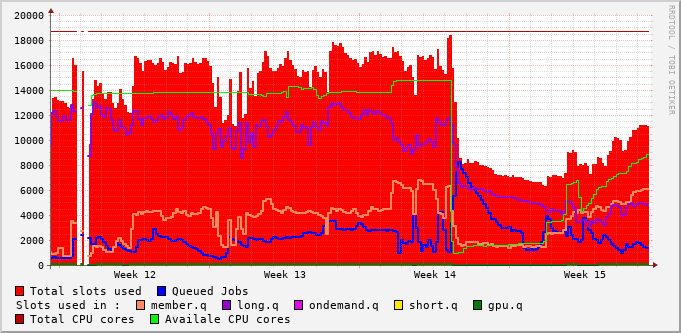 20000
18000
16000
14000
12000
10000
8000
6000
4000
2000
0
Week 12 Week 13 Week 14 Week 15
Total slots used Queued Jobs
Slots used in : member.q long.q ondemand.q short.q gpu.q
Total CPU cores Availale CPU cores
RRDTOOL / TOBI OETIKER